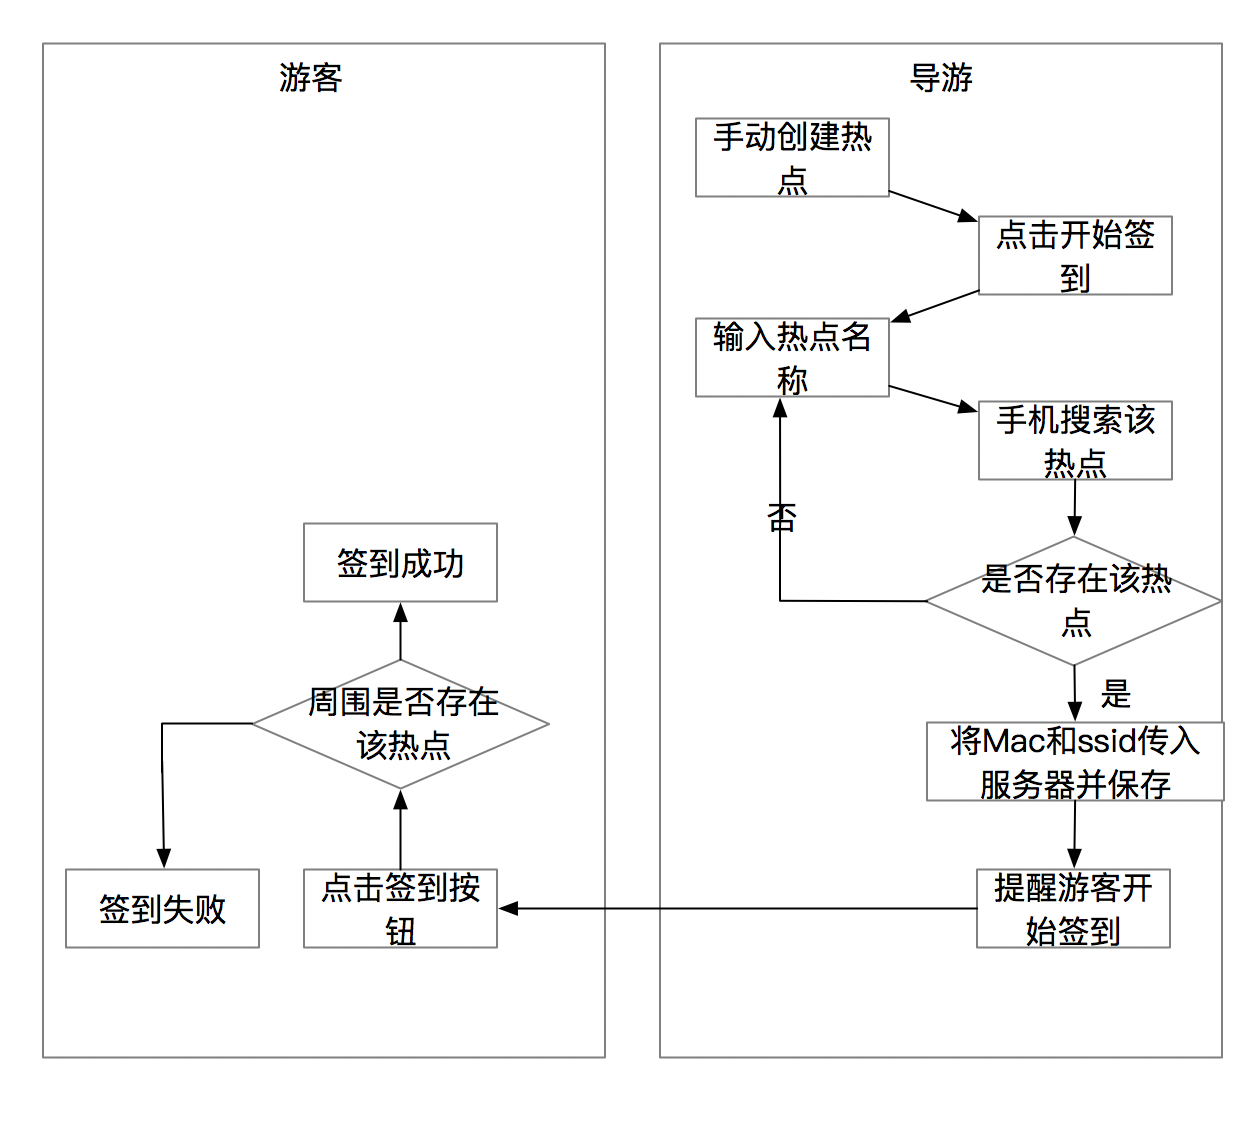 游客
签到成功
周围是否存在
该热点
签到失败
点击签到按
钮
导游
手动创建热
点
点击开始签
到
输入热点名
称
手机搜索该
热点
否
是否存在该热
点
是
将Mac和ssid传入
服务器并保存
提醒游客开
始签到